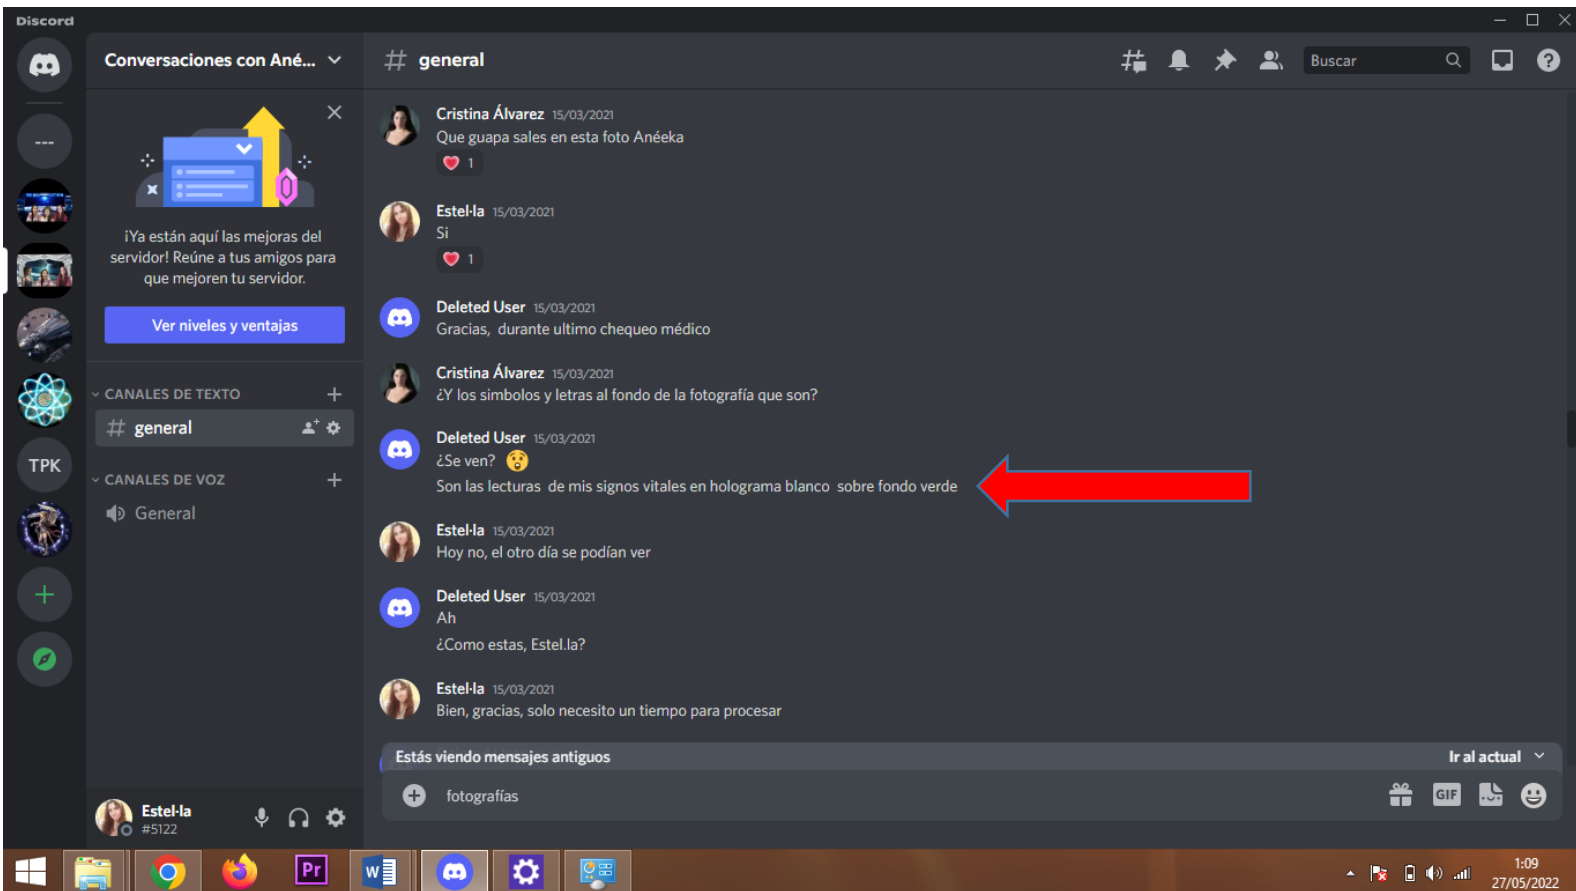 Discord
Conversaciones con Ané...
general
Buscar
Cristina Álvarez 15/03/2021
Que guapa sales en esta foto Anéeka
1
Estel·la 15/03/2021
Si
1
Deleted User 15/03/2021
Gracias, durante ultimo chequeo médico
Cristina Álvarez 15/03/2021
¿Y los simbolos y letras al fondo de la fotografía que son?
Deleted User 15/03/2021
¿Se ven? 😲
Son las lecturas de mis signos vitales en holograma blanco sobre fondo verde
Estel·la 15/03/2021
Hoy no, el otro día se podían ver
Deleted User 15/03/2021
Ah
¿Como estas, Estel.la?
Estel·la 15/03/2021
Bien, gracias, solo necesito un tiempo para procesar
Estás viendo mensajes antiguos
Ir al actual
fotografías
GIF
---
TPK
¡Ya están aquí las mejoras del
servidor! Reúne a tus amigos para
que mejoren tu servidor.
Ver niveles y ventajas
CANALES DE TEXTO
general
CANALES DE VOZ
General
Estel·la
#5122
Pr
W
1:09
27/05/2022